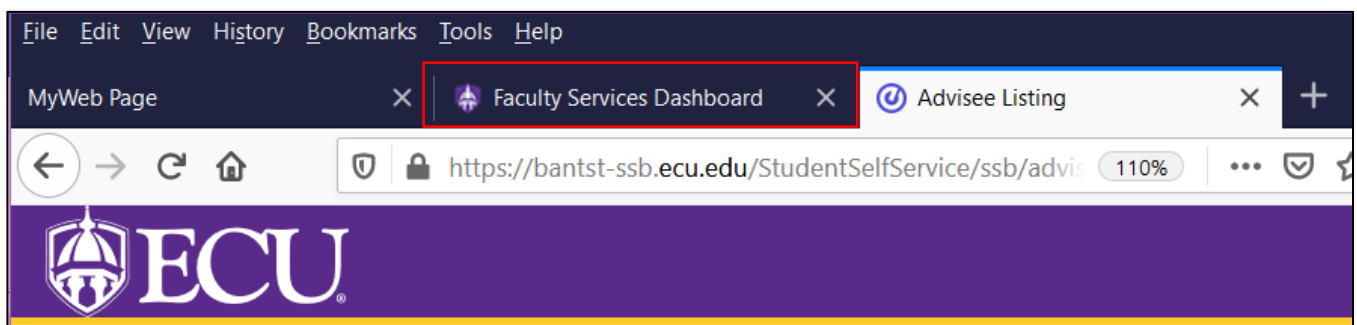 File Edit View History Bookmarks Tools Help
MyWeb Page Faculty Services Dashboard Advisee Listing
https://bantst-ssb.ecu.edu/StudentSelfService/ssb/advis 110%
ECU